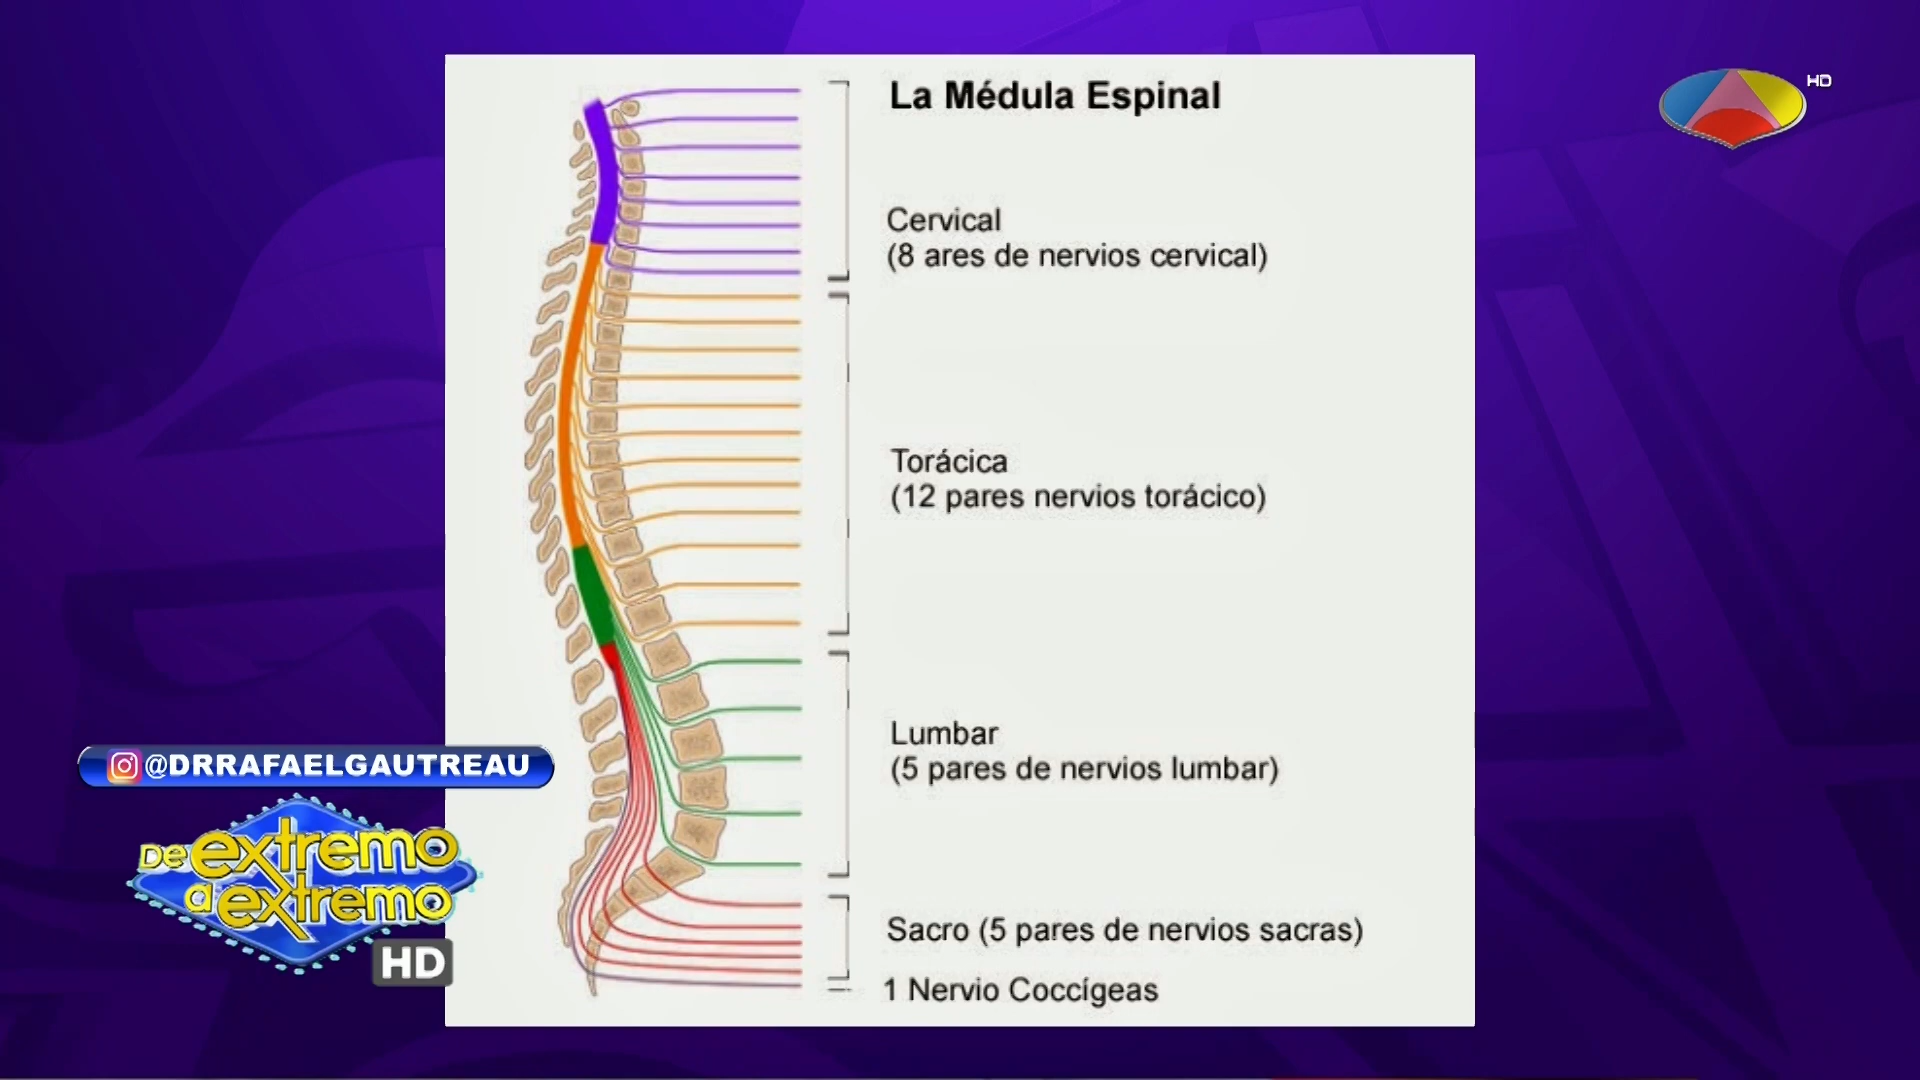 La Médula Espinal
HD
Cervical
(8 ares de nervios cervical)
Torácica
(12 pares nervios torácico)
Lumbar
(5 pares de nervios lumbar)
@DRRAFAELGAUTREAU
De extremo
a extremo
HD
Sacro (5 pares de nervios sacras)
1 Nervio Coccígeas